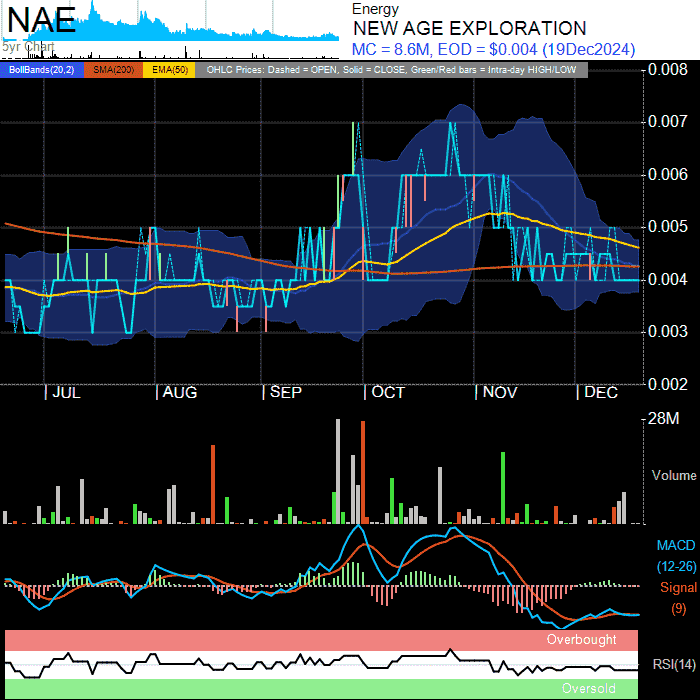 NAE
5yr Chart
Energy
NEW AGE EXPLORATION
MC = 8.6M, EOD = $0.004 (19Dec2024)
BollBands(20,2) SMA(200) EMA(50) OHLC Prices: Dashed = OPEN, Solid = CLOSE, Green/Red bars = Intra-day HIGH/LOW
0.008
0.007
0.006
0.005
0.004
0.003
0.002
| JUL | AUG | SEP | OCT | NOV | DEC
28M
Volume
MACD
(12-26)
Signal
(9)
Overbought
RSI(14)
Oversold